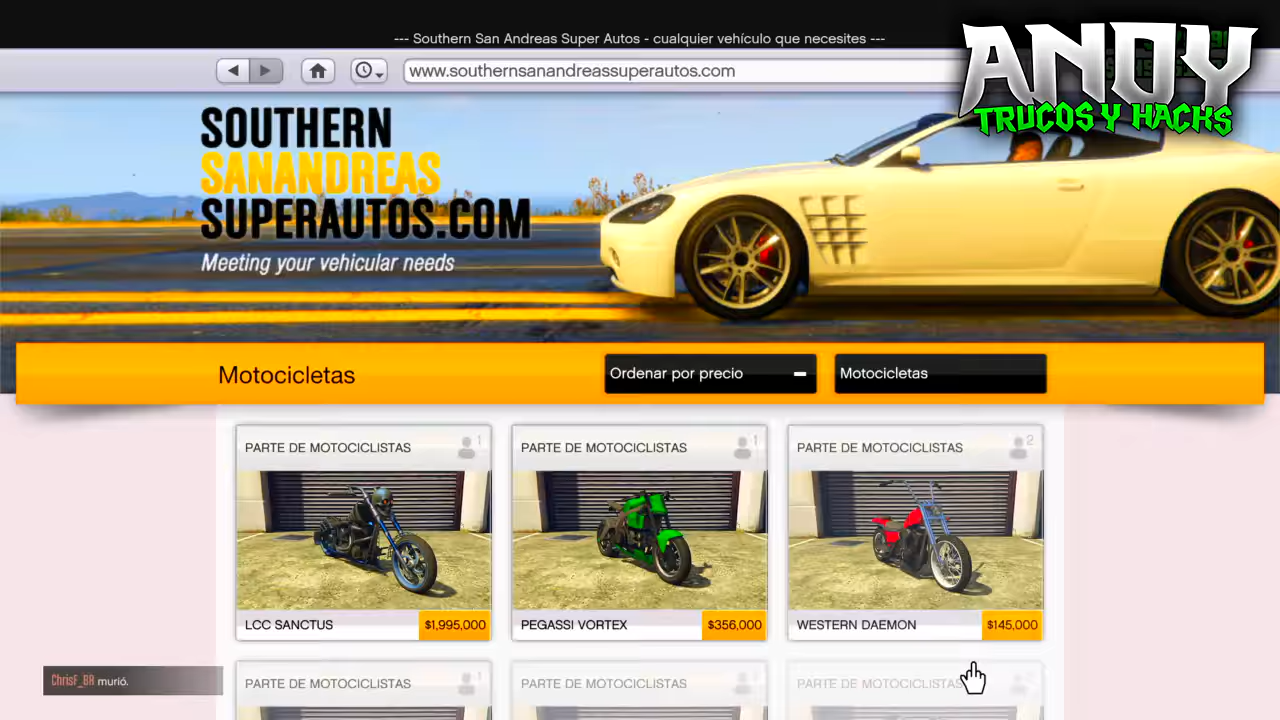 --- Southern San Andreas Super Autos - cualquier vehículo que necesites ---
www.southernsanandreassuperautos.com
ANDY
TRUCOS Y HACKS
SOUTHERN
SANANDREAS
SUPERAUTOS.COM
Meeting your vehicular needs
Motocicletas
Ordenar por precio
Motocicletas
PARTE DE MOTOCICLISTAS 1
PARTE DE MOTOCICLISTAS 1
PARTE DE MOTOCICLISTAS 2
LCC SANCTUS $1,995,000
PEGASSI VORTEX $356,000
WESTERN DAEMON $145,000
ChrisF_BR murió.
PARTE DE MOTOCICLISTAS 1
PARTE DE MOTOCICLISTAS
PARTE DE MOTOCICLISTAS